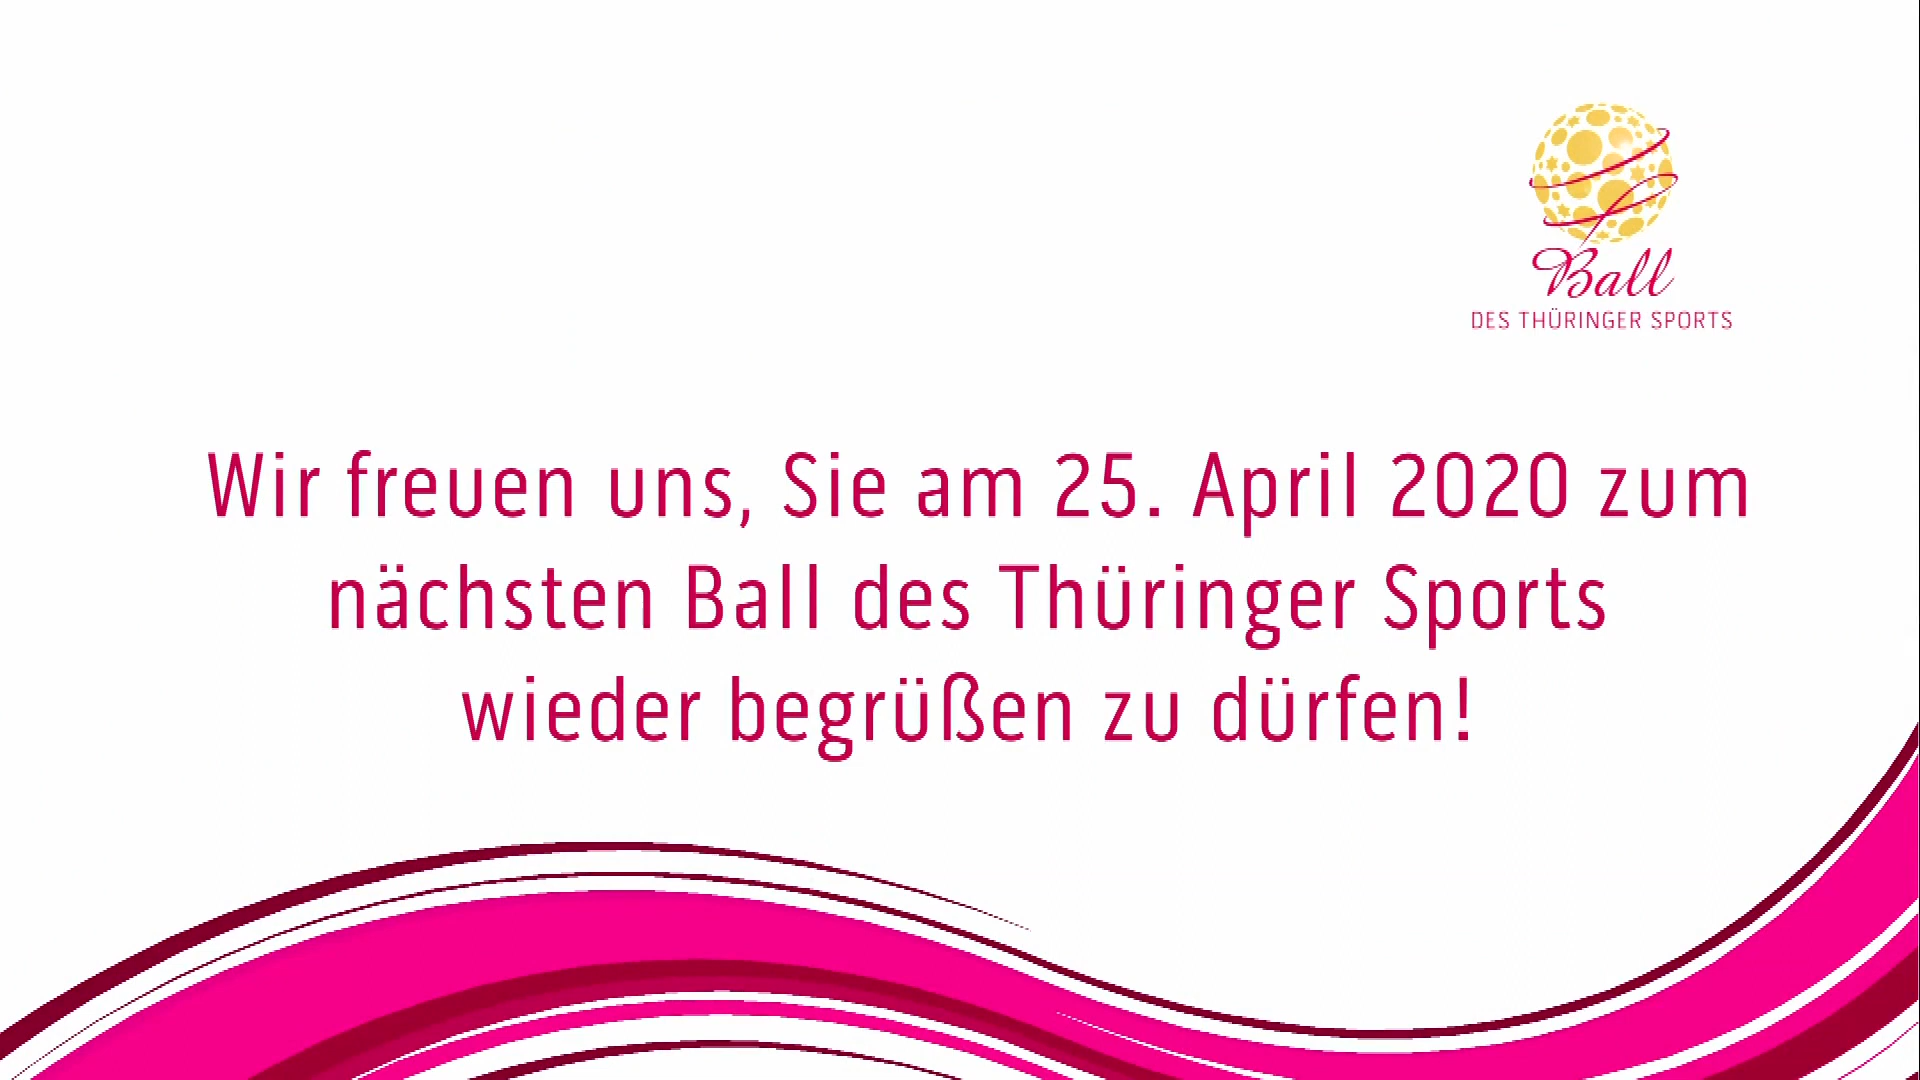 Ball
DES THÜRINGER SPORTS
Wir freuen uns, Sie am 25. April 2020 zum
nächsten Ball des Thüringer Sports
wieder begrüßen zu dürfen!